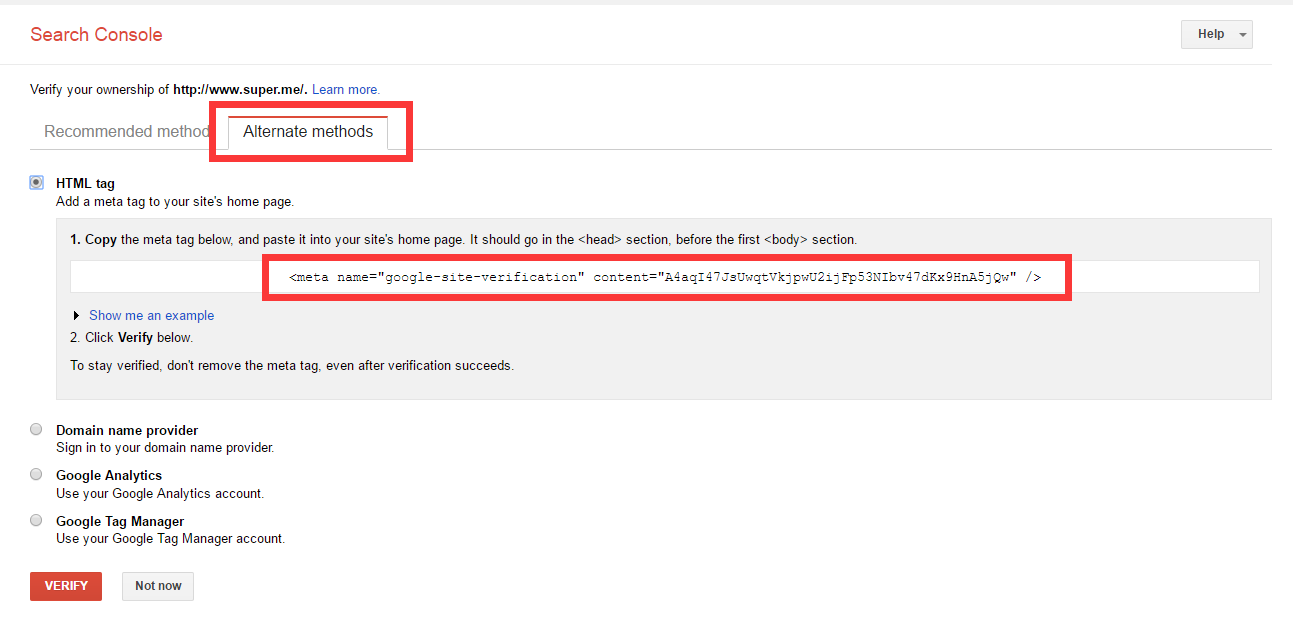 Search Console
Help
Verify your ownership of http://www.super.me/. Learn more.
Recommended method
Alternate methods
HTML tag
Add a meta tag to your site's home page.
1. Copy the meta tag below, and paste it into your site's home page. It should go in the <head> section, before the first <body> section.
<meta name="google-site-verification" content="A4aqI47JsUwqtVkjpwU2ijFp53NIbv47dKx9HnA5jQw" />
Show me an example
2. Click Verify below.
To stay verified, don't remove the meta tag, even after verification succeeds.
Domain name provider
Sign in to your domain name provider.
Google Analytics
Use your Google Analytics account.
Google Tag Manager
Use your Google Tag Manager account.
VERIFY
Not now